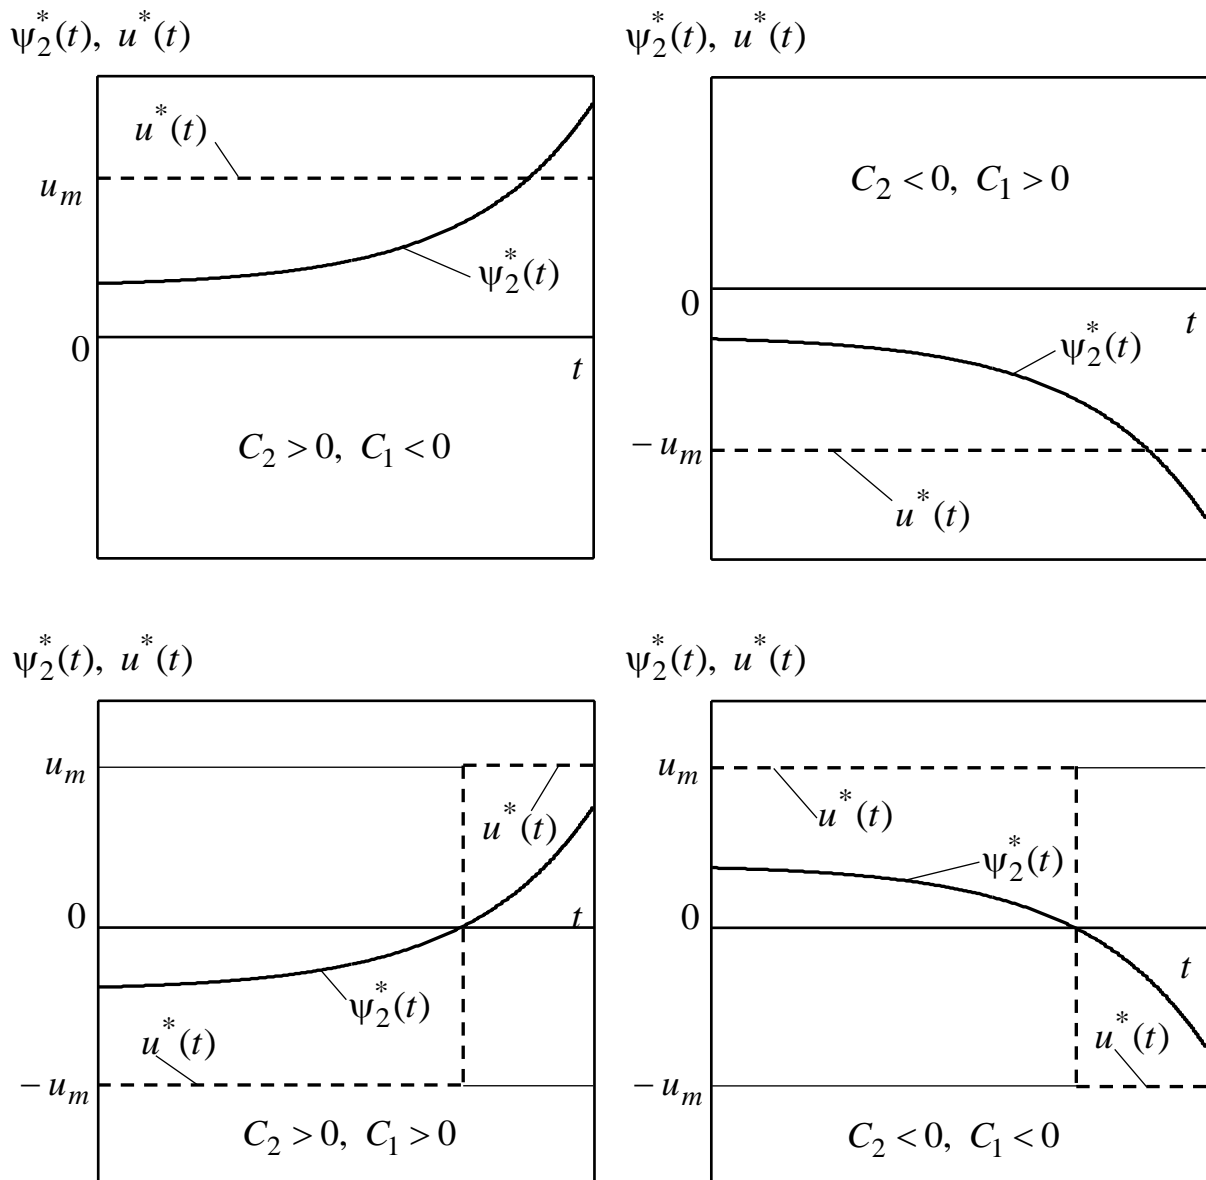 ψ₂*(t), u*(t)
u*(t)
u_m
ψ₂*(t)
0
t
C₂ > 0, C₁ < 0
ψ₂*(t), u*(t)
C₂ < 0, C₁ > 0
0
t
ψ₂*(t)
− u_m
u*(t)
ψ₂*(t), u*(t)
u_m
u*(t)
0
t
ψ₂*(t)
u*(t)
− u_m
C₂ > 0, C₁ > 0
ψ₂*(t), u*(t)
u_m
u*(t)
ψ₂*(t)
0
t
u*(t)
− u_m
C₂ < 0, C₁ < 0